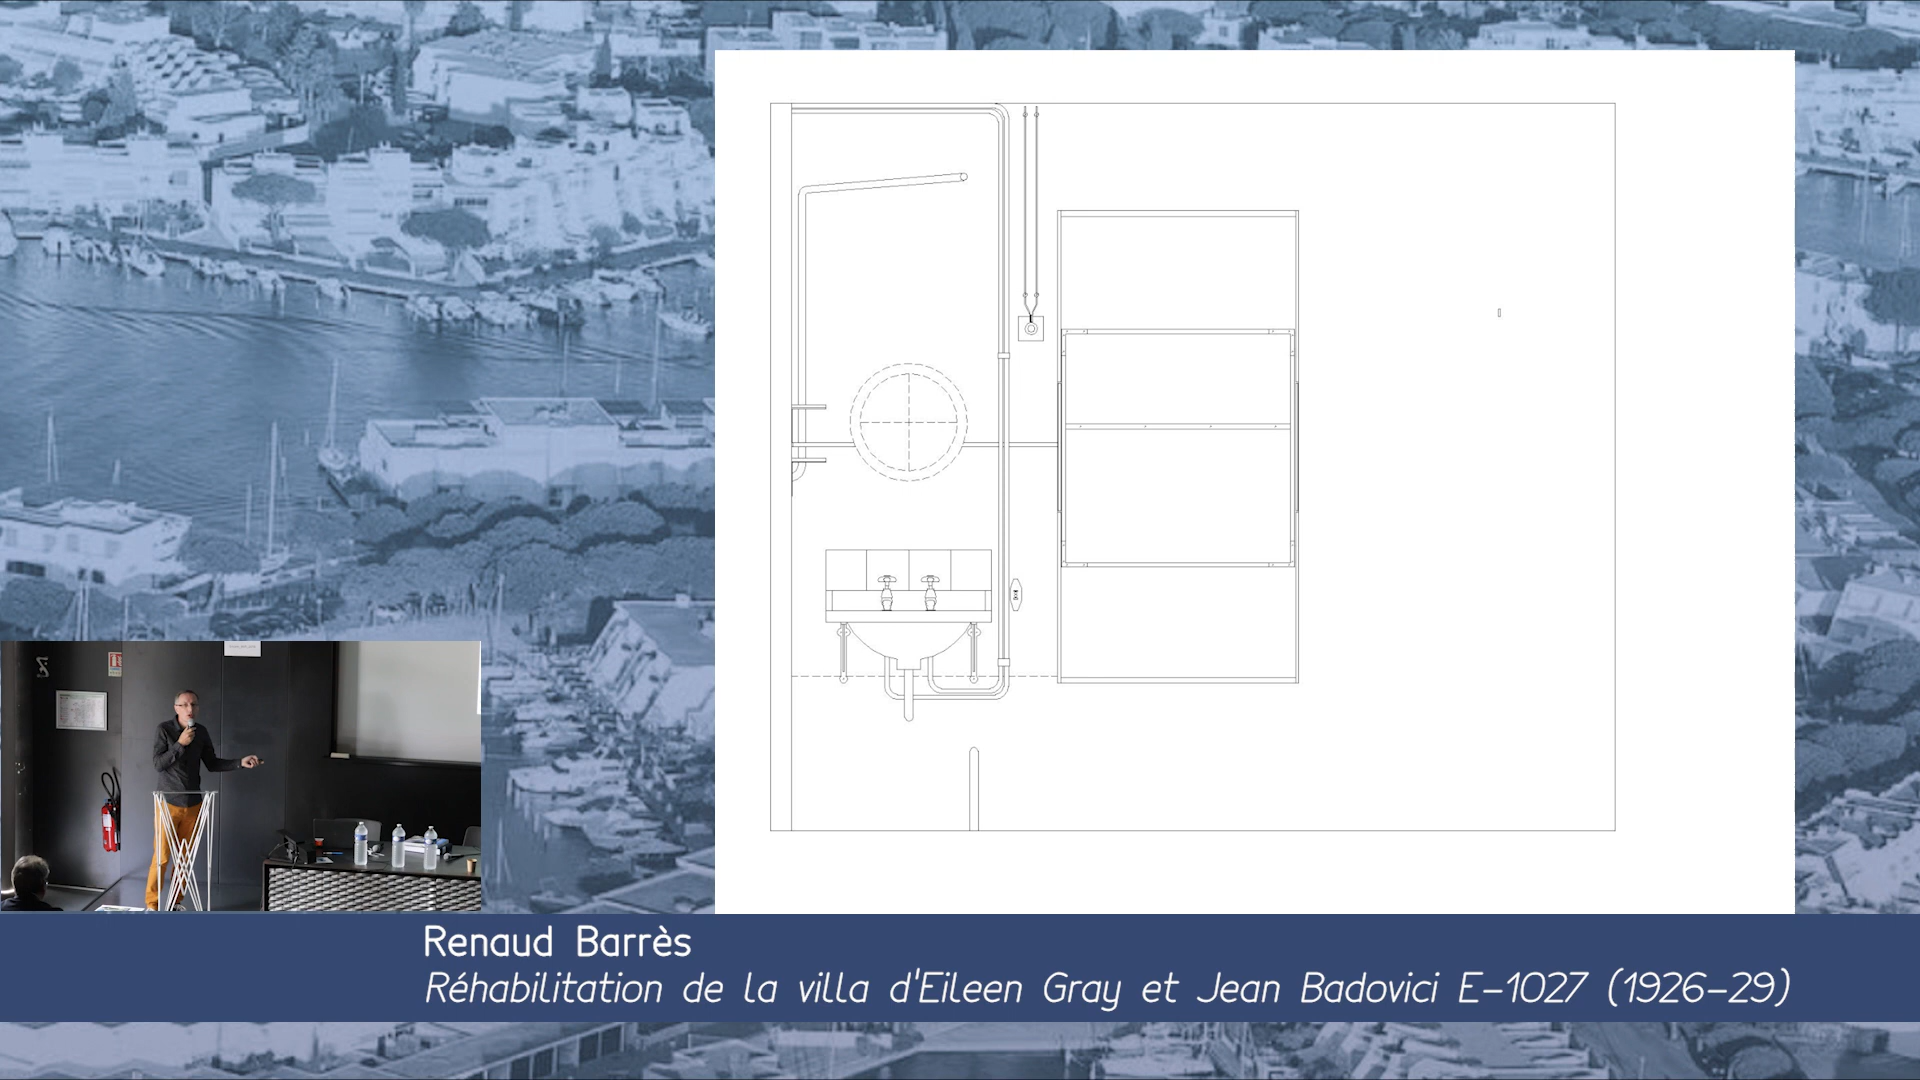 Renaud Barrès
Réhabilitation de la villa d'Eileen Gray et Jean Badovici E-1027 (1926-29)